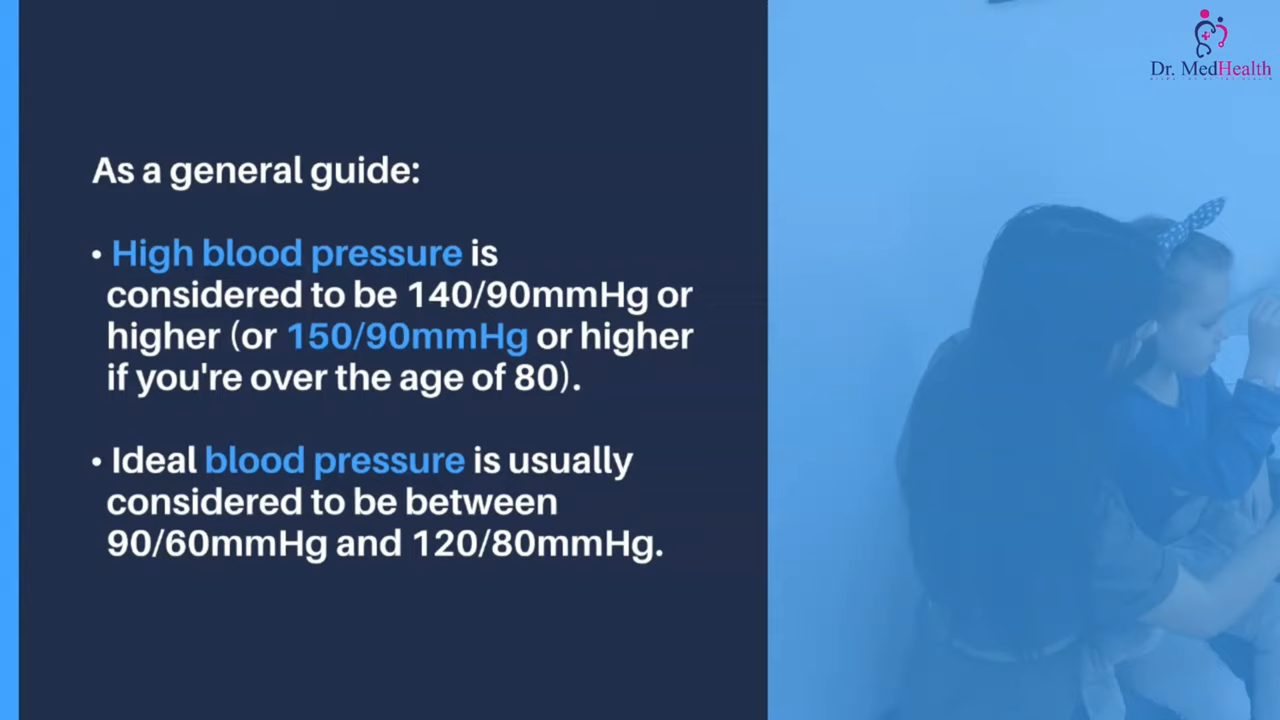 Dr. MedHealth
As a general guide:
• High blood pressure is
considered to be 140/90mmHg or
higher (or 150/90mmHg or higher
if you're over the age of 80).
• Ideal blood pressure is usually
considered to be between
90/60mmHg and 120/80mmHg.